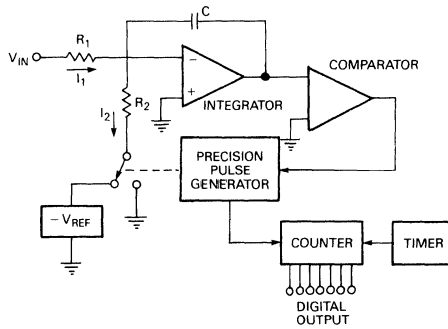 C
V_IN
R_1
I_1
−
+
INTEGRATOR
COMPARATOR
I_2
R_2
PRECISION
PULSE
GENERATOR
− V_REF
COUNTER
TIMER
DIGITAL
OUTPUT